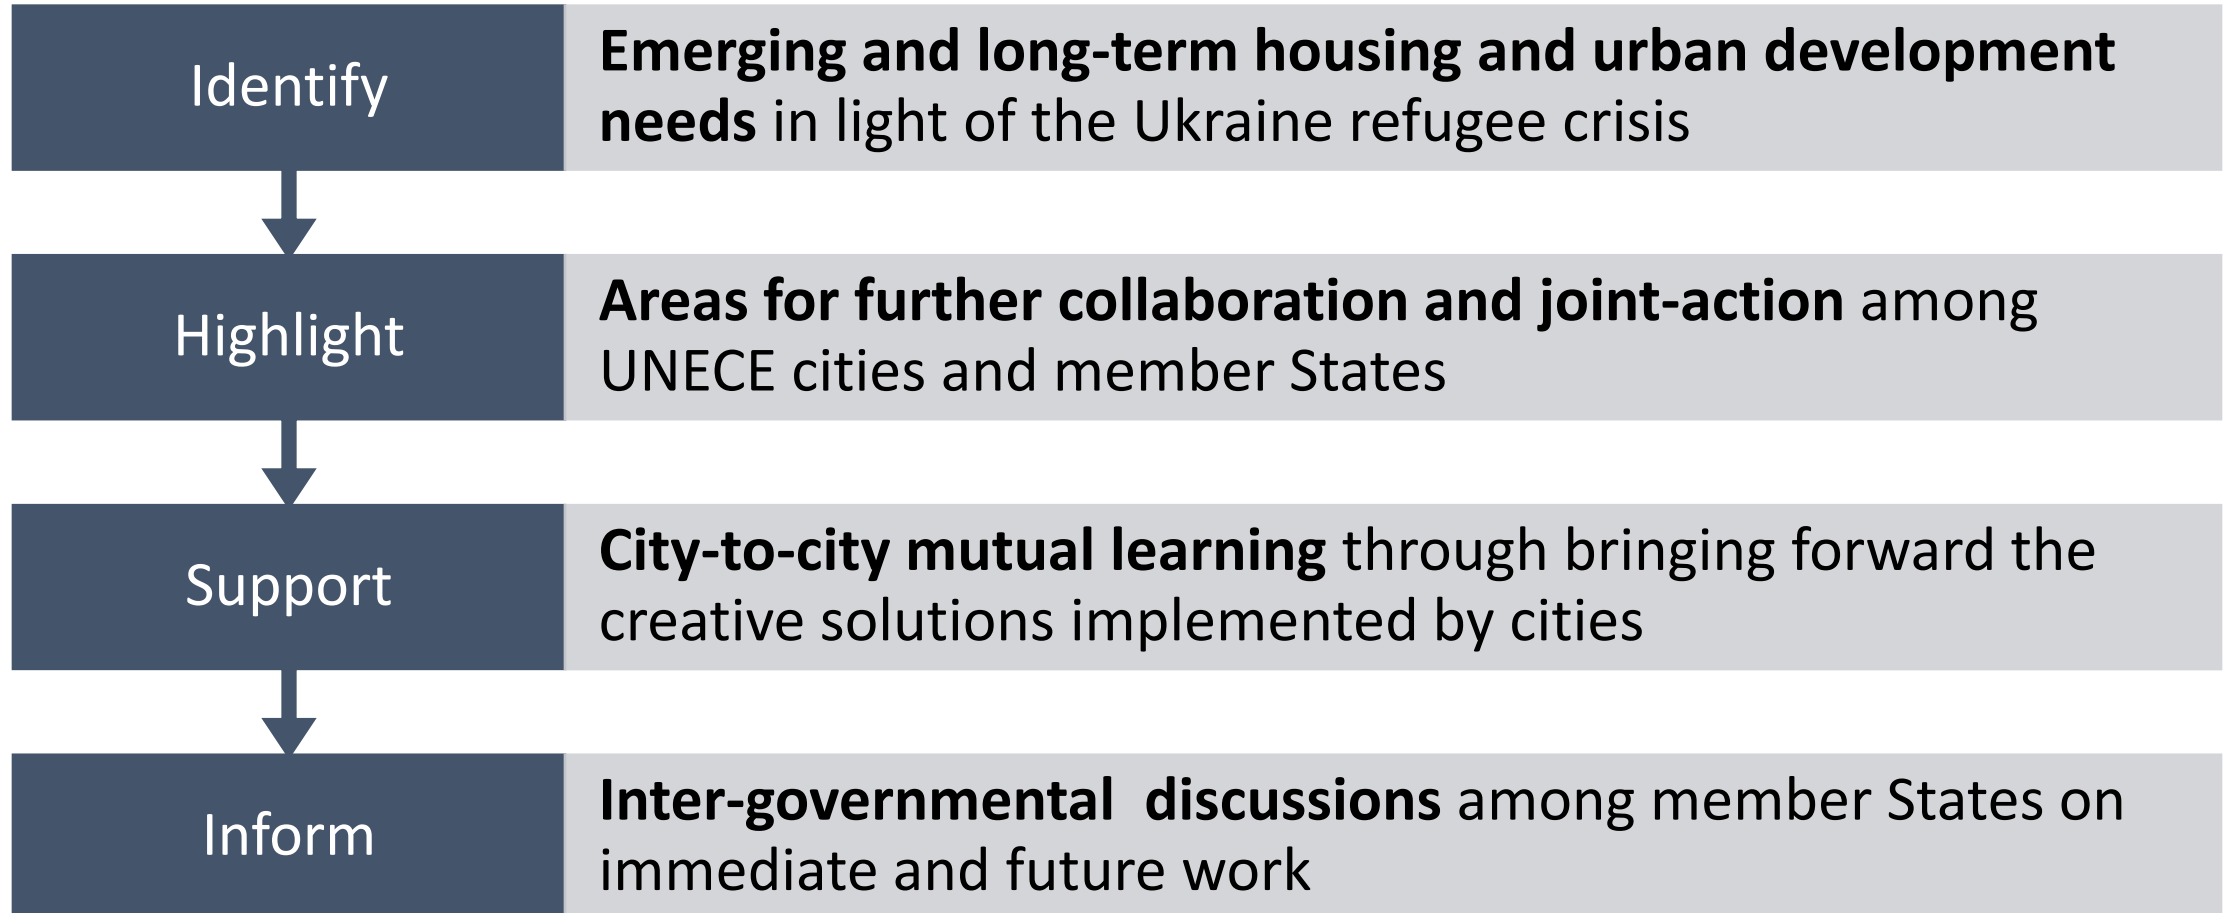 Identify
Emerging and long-term housing and urban development
needs in light of the Ukraine refugee crisis
Highlight
Areas for further collaboration and joint-action among
UNECE cities and member States
Support
City-to-city mutual learning through bringing forward the
creative solutions implemented by cities
Inform
Inter-governmental  discussions among member States on
immediate and future work